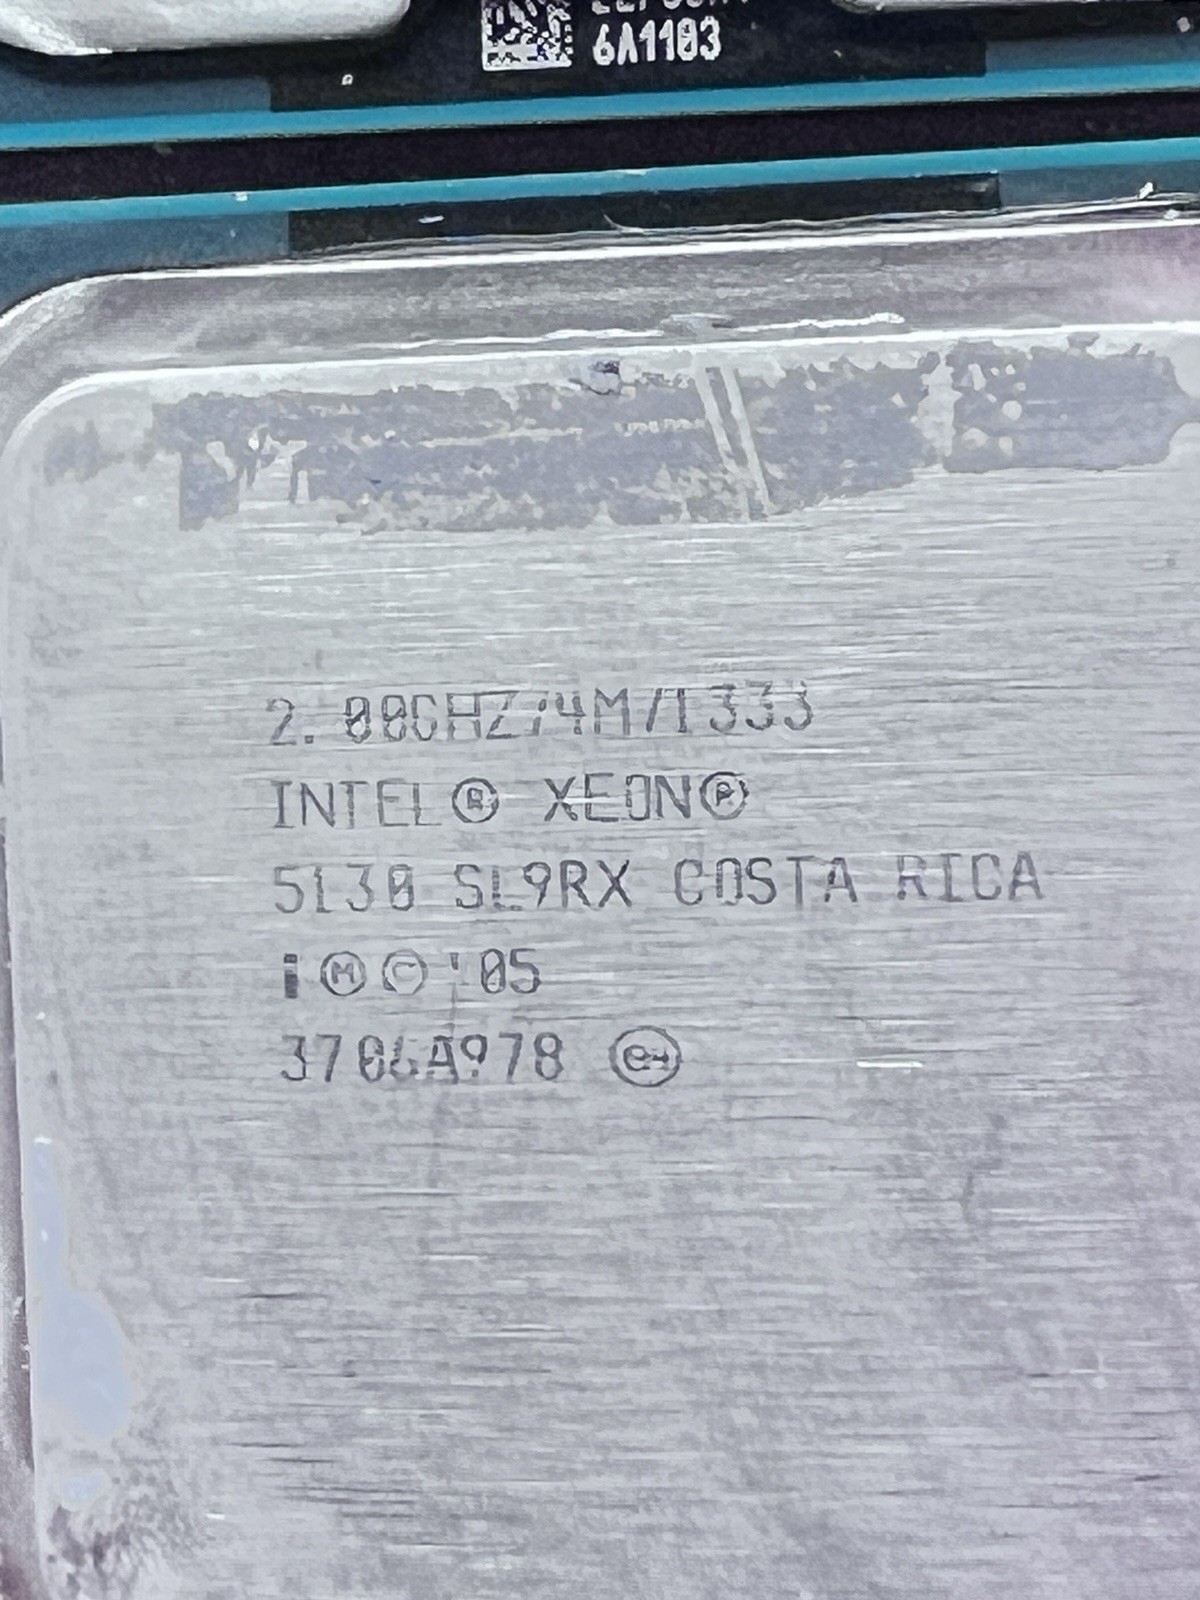 6A1103
2.00GHZ/4M/1333
INTEL® XEON®
5130 SL9RX COSTA RICA
i Ⓜ © '05
3706A978 ⓔ4